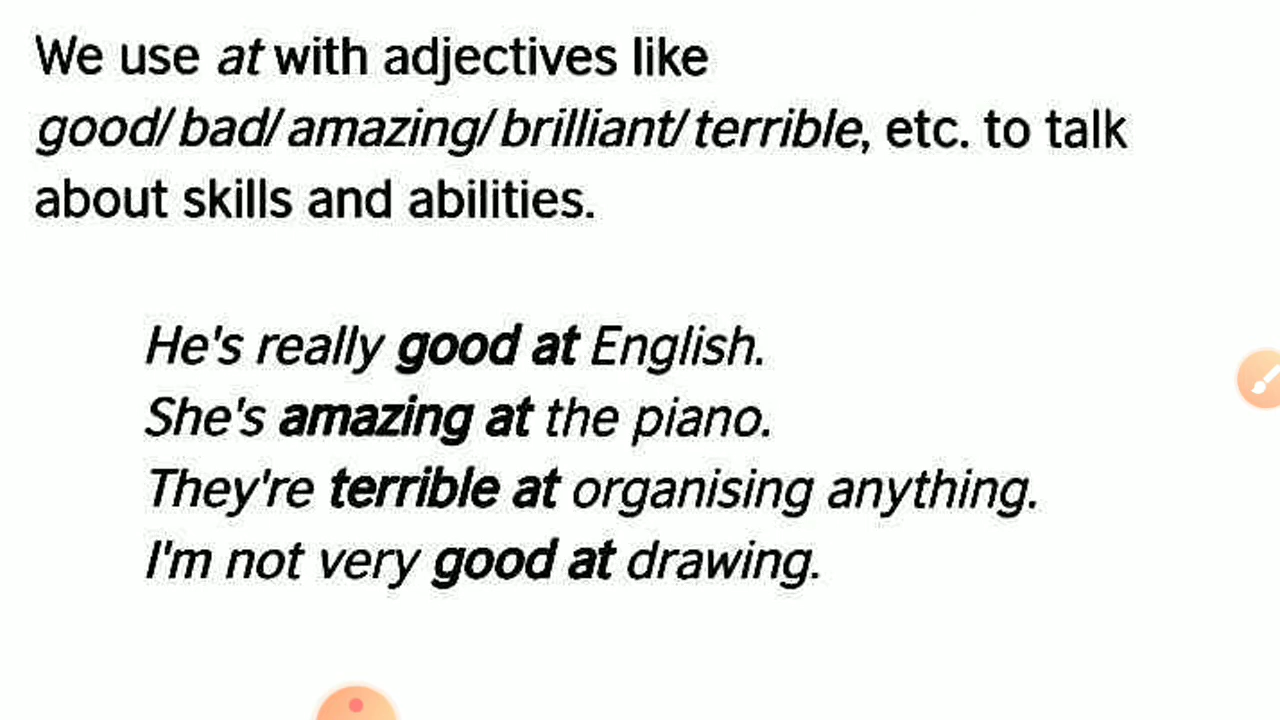 We use at with adjectives like
good/ bad/ amazing/ brilliant/ terrible, etc. to talk
about skills and abilities.
He's really good at English.
She's amazing at the piano.
They're terrible at organising anything.
I'm not very good at drawing.